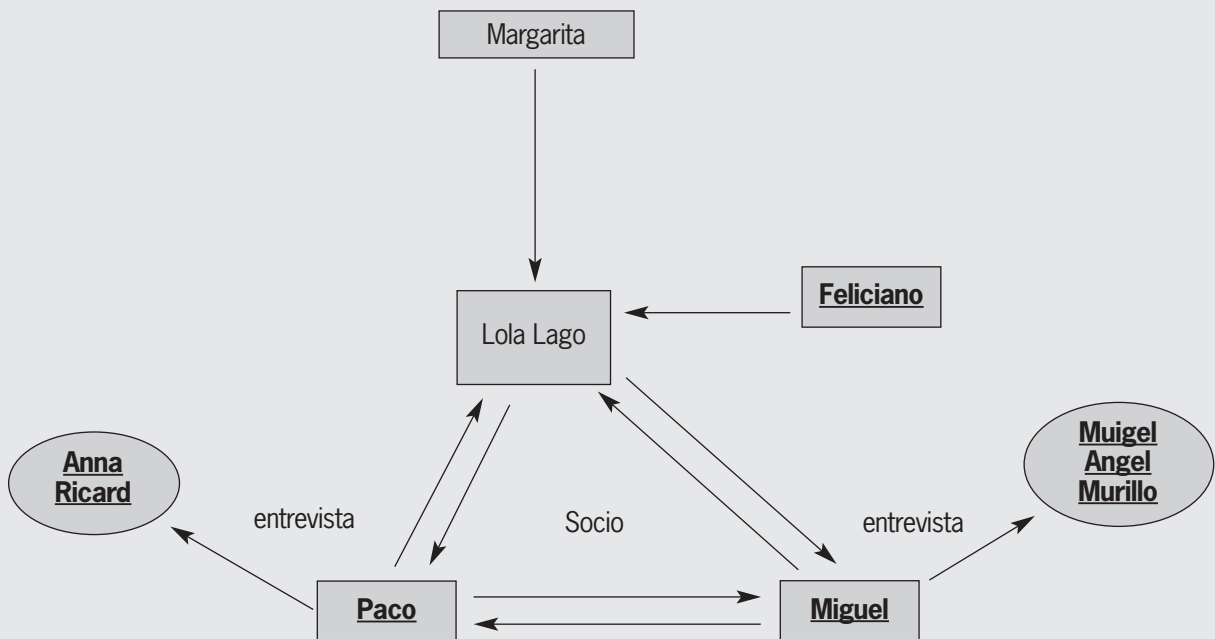 Margarita
Feliciano
Lola Lago
Anna
Ricard
Muigel
Angel
Murillo
entrevista
Socio
entrevista
Paco
Miguel